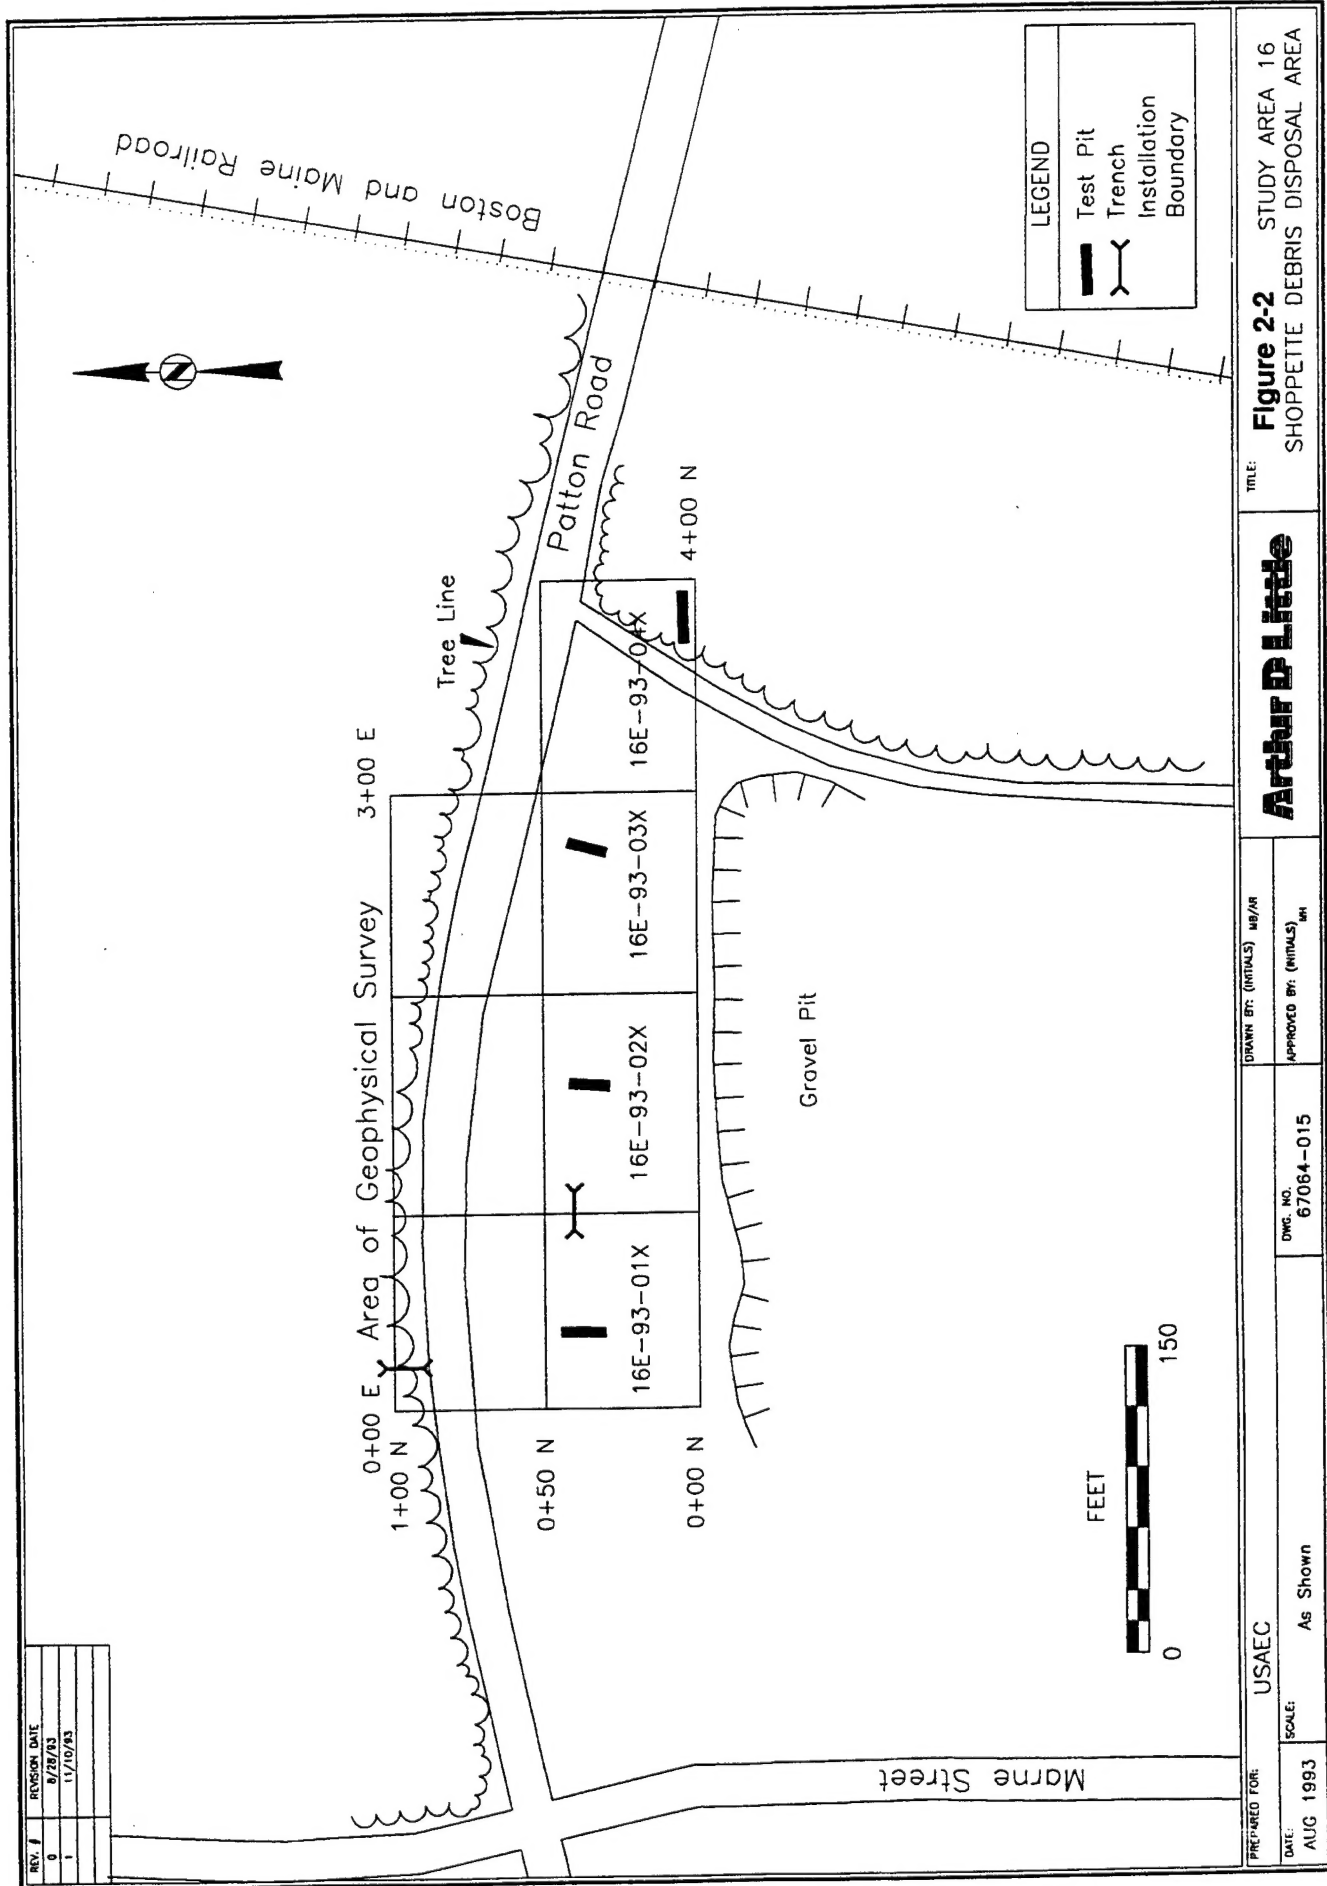 REV. # REVISION DATE
0 8/28/93
1 11/10/93
Boston and Maine Railroad
N
Tree Line
Patton Road
0+00 E
Area of Geophysical Survey
3+00 E
1+00 N
0+50 N
0+00 N
4+00 N
16E-93-01X
16E-93-02X
16E-93-03X
16E-93-04X
Gravel Pit
Marne Street
FEET
0
150
LEGEND
Test Pit
Trench
Installation
Boundary
PREPARED FOR:
USAEC
DATE:
AUG 1993
SCALE:
As Shown
DWG. NO.
67064-015
DRAWN BY: (INITIALS) MB/AR
APPROVED BY: (INITIALS) MH
Arthur D Little
TITLE:
Figure 2-2 STUDY AREA 16
SHOPPETTE DEBRIS DISPOSAL AREA